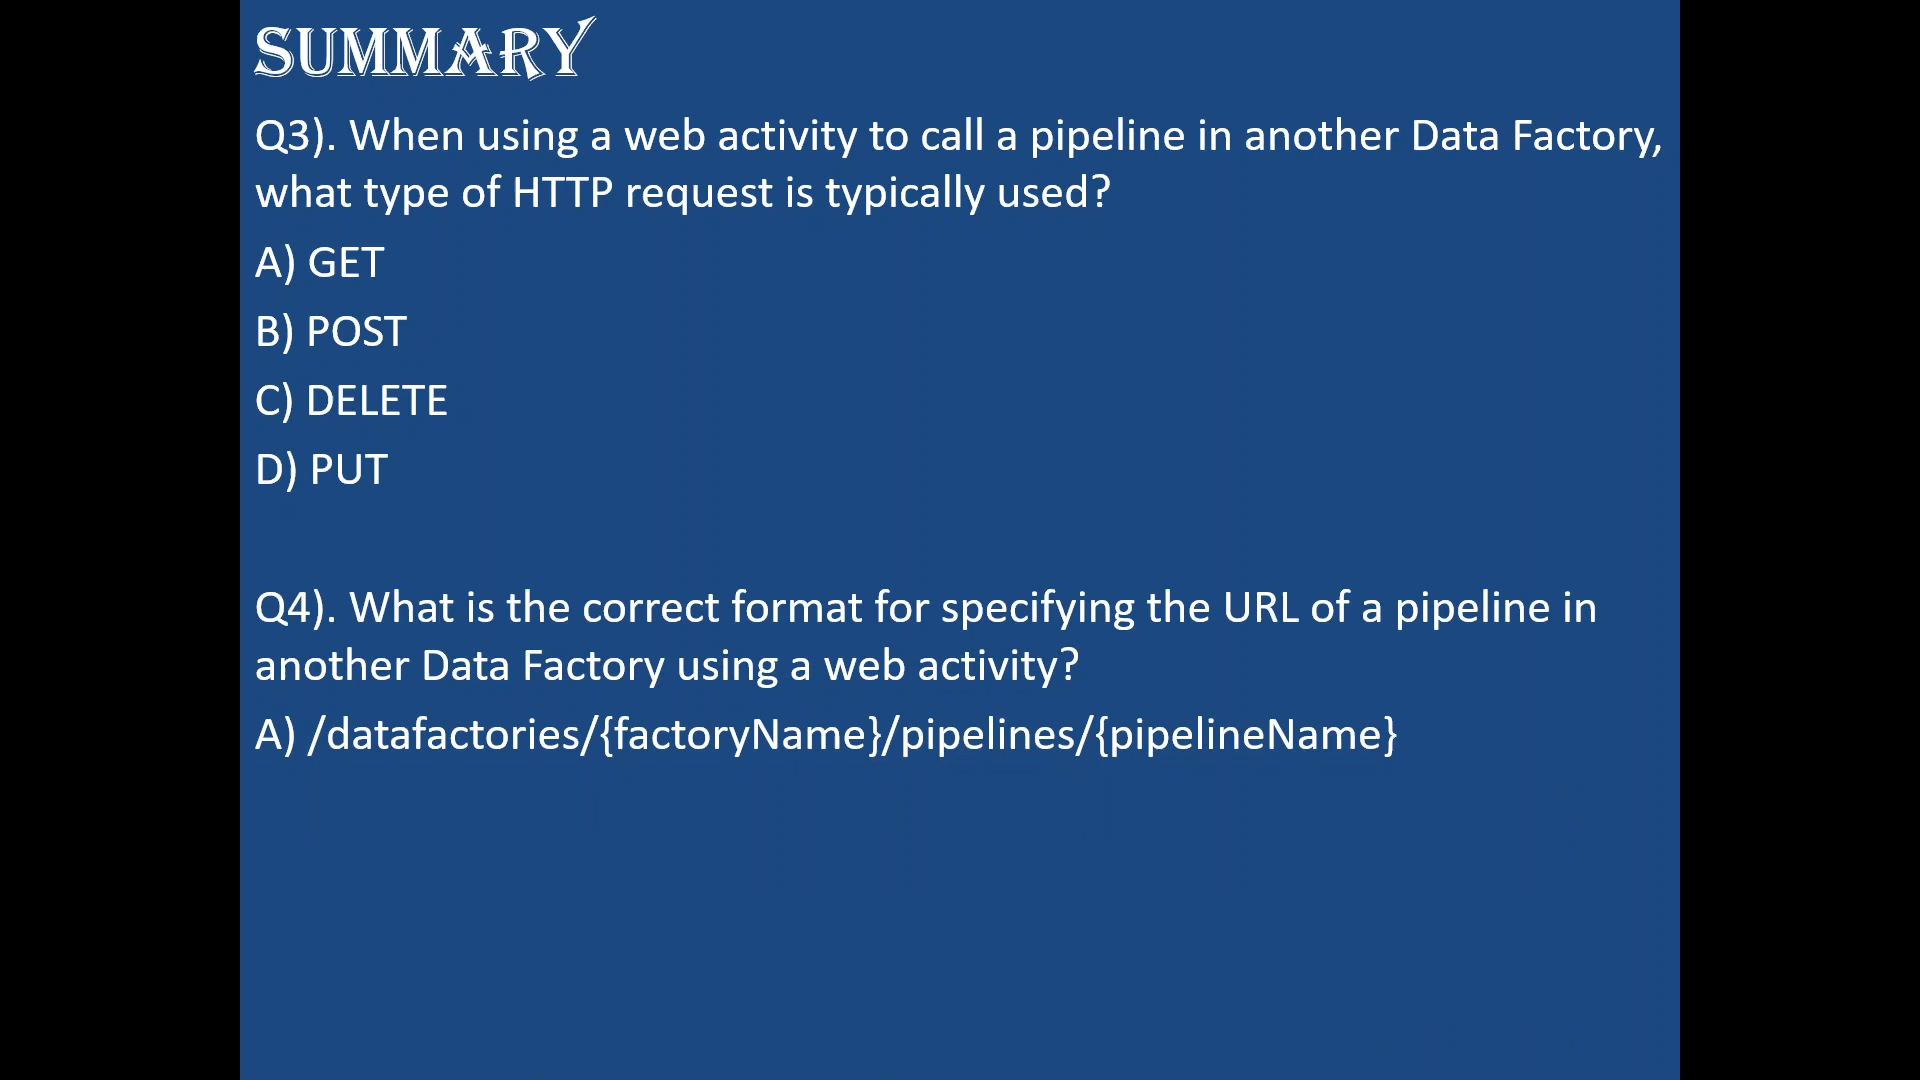 SUMMARY
Q3). When using a web activity to call a pipeline in another Data Factory,
what type of HTTP request is typically used?
A) GET
B) POST
C) DELETE
D) PUT
Q4). What is the correct format for specifying the URL of a pipeline in
another Data Factory using a web activity?
A) /datafactories/{factoryName}/pipelines/{pipelineName}